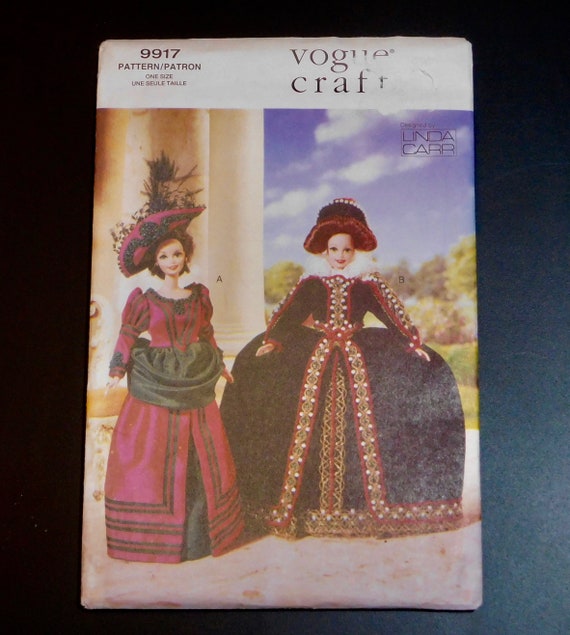 9917
PATTERN/PATRON
ONE SIZE
UNE SEULE TAILLE
vogue®
craft
Designed by
LINDA
CARR
A
B